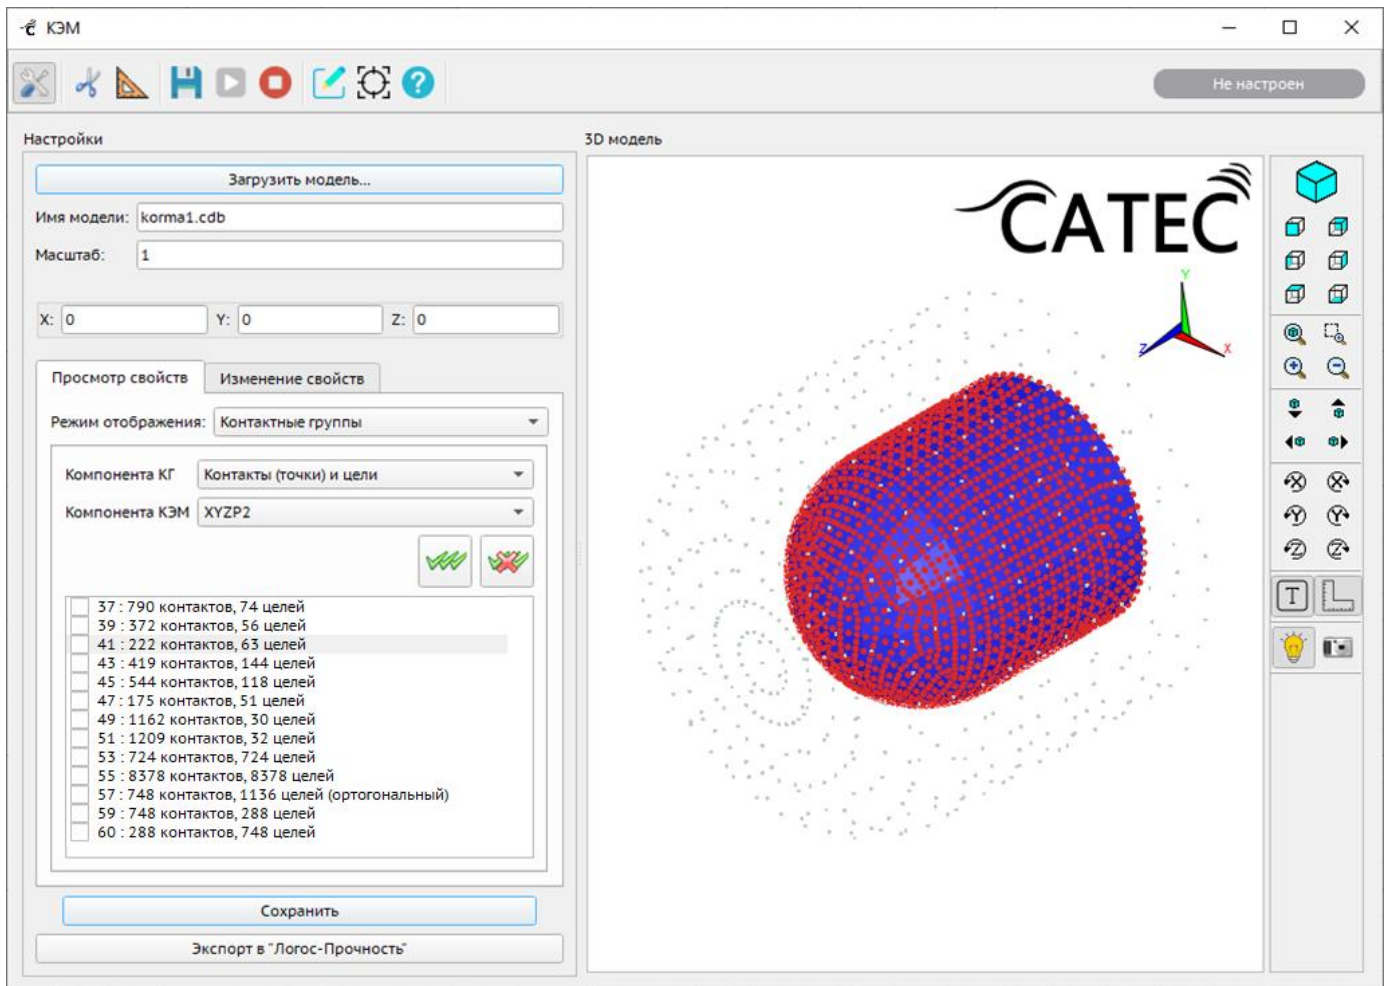 КЭМ
Не настроен
Настройки
Загрузить модель...
Имя модели: korma1.cdb
Масштаб: 1
X: 0 Y: 0 Z: 0
Просмотр свойств Изменение свойств
Режим отображения: Контактные группы
Компонента КГ Контакты (точки) и цели
Компонента КЭМ XYZP2
37 : 790 контактов, 74 целей
39 : 372 контактов, 56 целей
41 : 222 контактов, 63 целей
43 : 419 контактов, 144 целей
45 : 544 контактов, 118 целей
47 : 175 контактов, 51 целей
49 : 1162 контактов, 30 целей
51 : 1209 контактов, 32 целей
53 : 724 контактов, 724 целей
55 : 8378 контактов, 8378 целей
57 : 748 контактов, 1136 целей (ортогональный)
59 : 748 контактов, 288 целей
60 : 288 контактов, 748 целей
Сохранить
Экспорт в "Логос-Прочность"
3D модель
CATEC
Y
Z X
X X
Y Y
Z Z
T